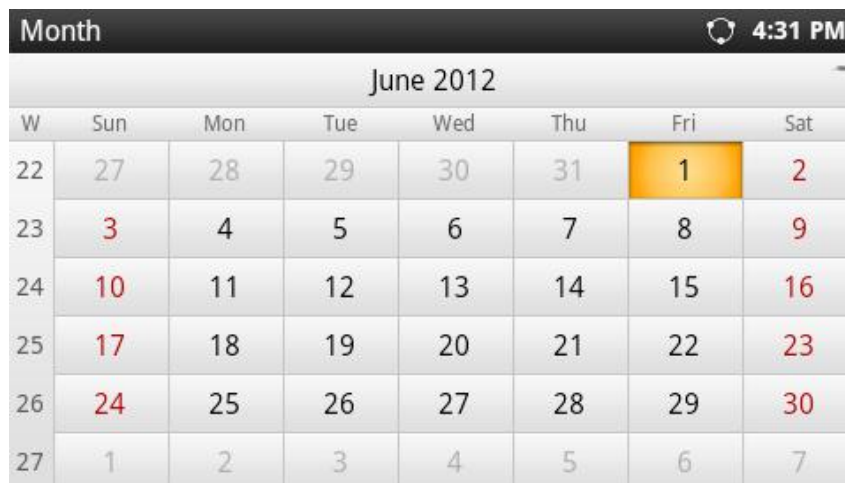 Month 4:31 PM
June 2012
W Sun Mon Tue Wed Thu Fri Sat
22 27 28 29 30 31 1 2
23 3 4 5 6 7 8 9
24 10 11 12 13 14 15 16
25 17 18 19 20 21 22 23
26 24 25 26 27 28 29 30
27 1 2 3 4 5 6 7